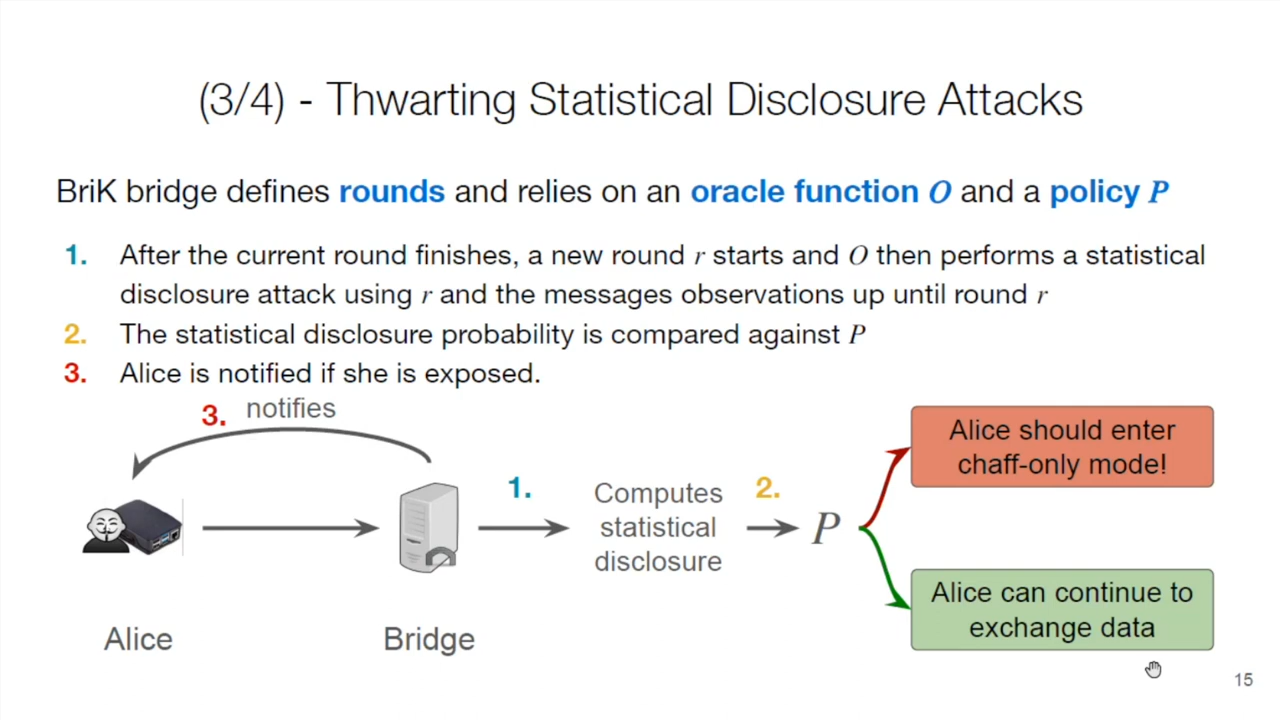 (3/4) - Thwarting Statistical Disclosure Attacks
BriK bridge defines rounds and relies on an oracle function O and a policy P
1. After the current round finishes, a new round r starts and O then performs a statistical
disclosure attack using r and the messages observations up until round r
2. The statistical disclosure probability is compared against P
3. Alice is notified if she is exposed.
3. notifies
Alice should enter
chaff-only mode!
1.
2.
Computes
statistical
disclosure
P
Alice can continue to
exchange data
Alice
Bridge
15